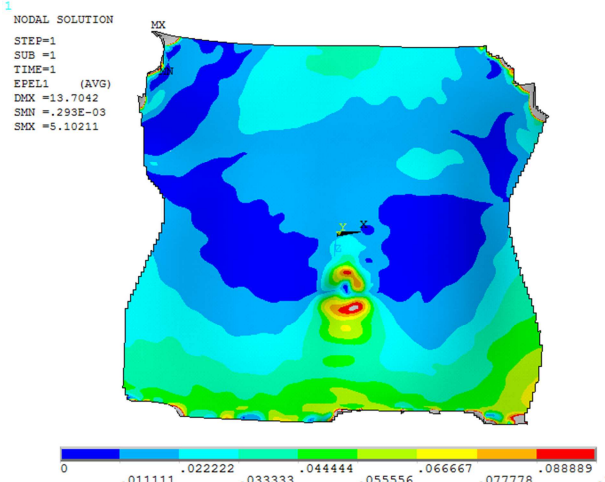 1
NODAL SOLUTION
STEP=1
SUB =1
TIME=1
EPEL1 (AVG)
DMX =13.7042
SMN =.293E-03
SMX =5.10211
MX
X
0 .022222 .044444 .066667 .088889
.011111 .033333 .055556 .077778